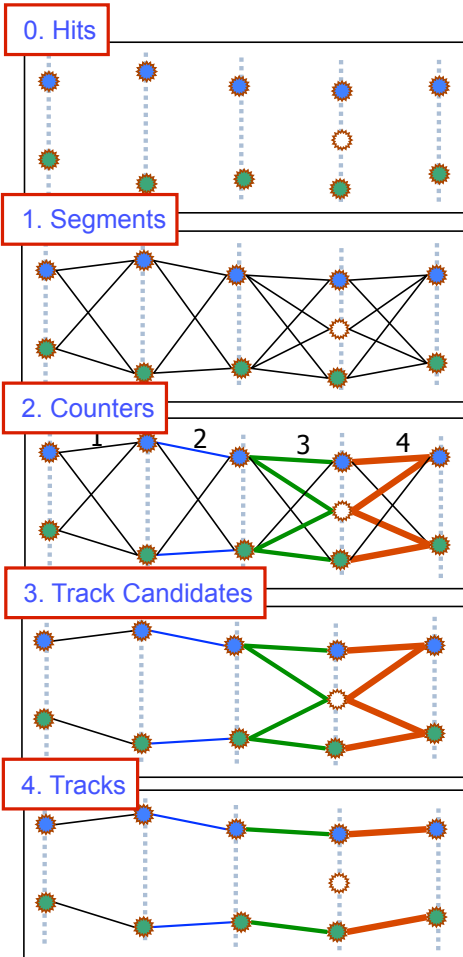 0. Hits
1. Segments
2. Counters
1 2 3 4
3. Track Candidates
4. Tracks